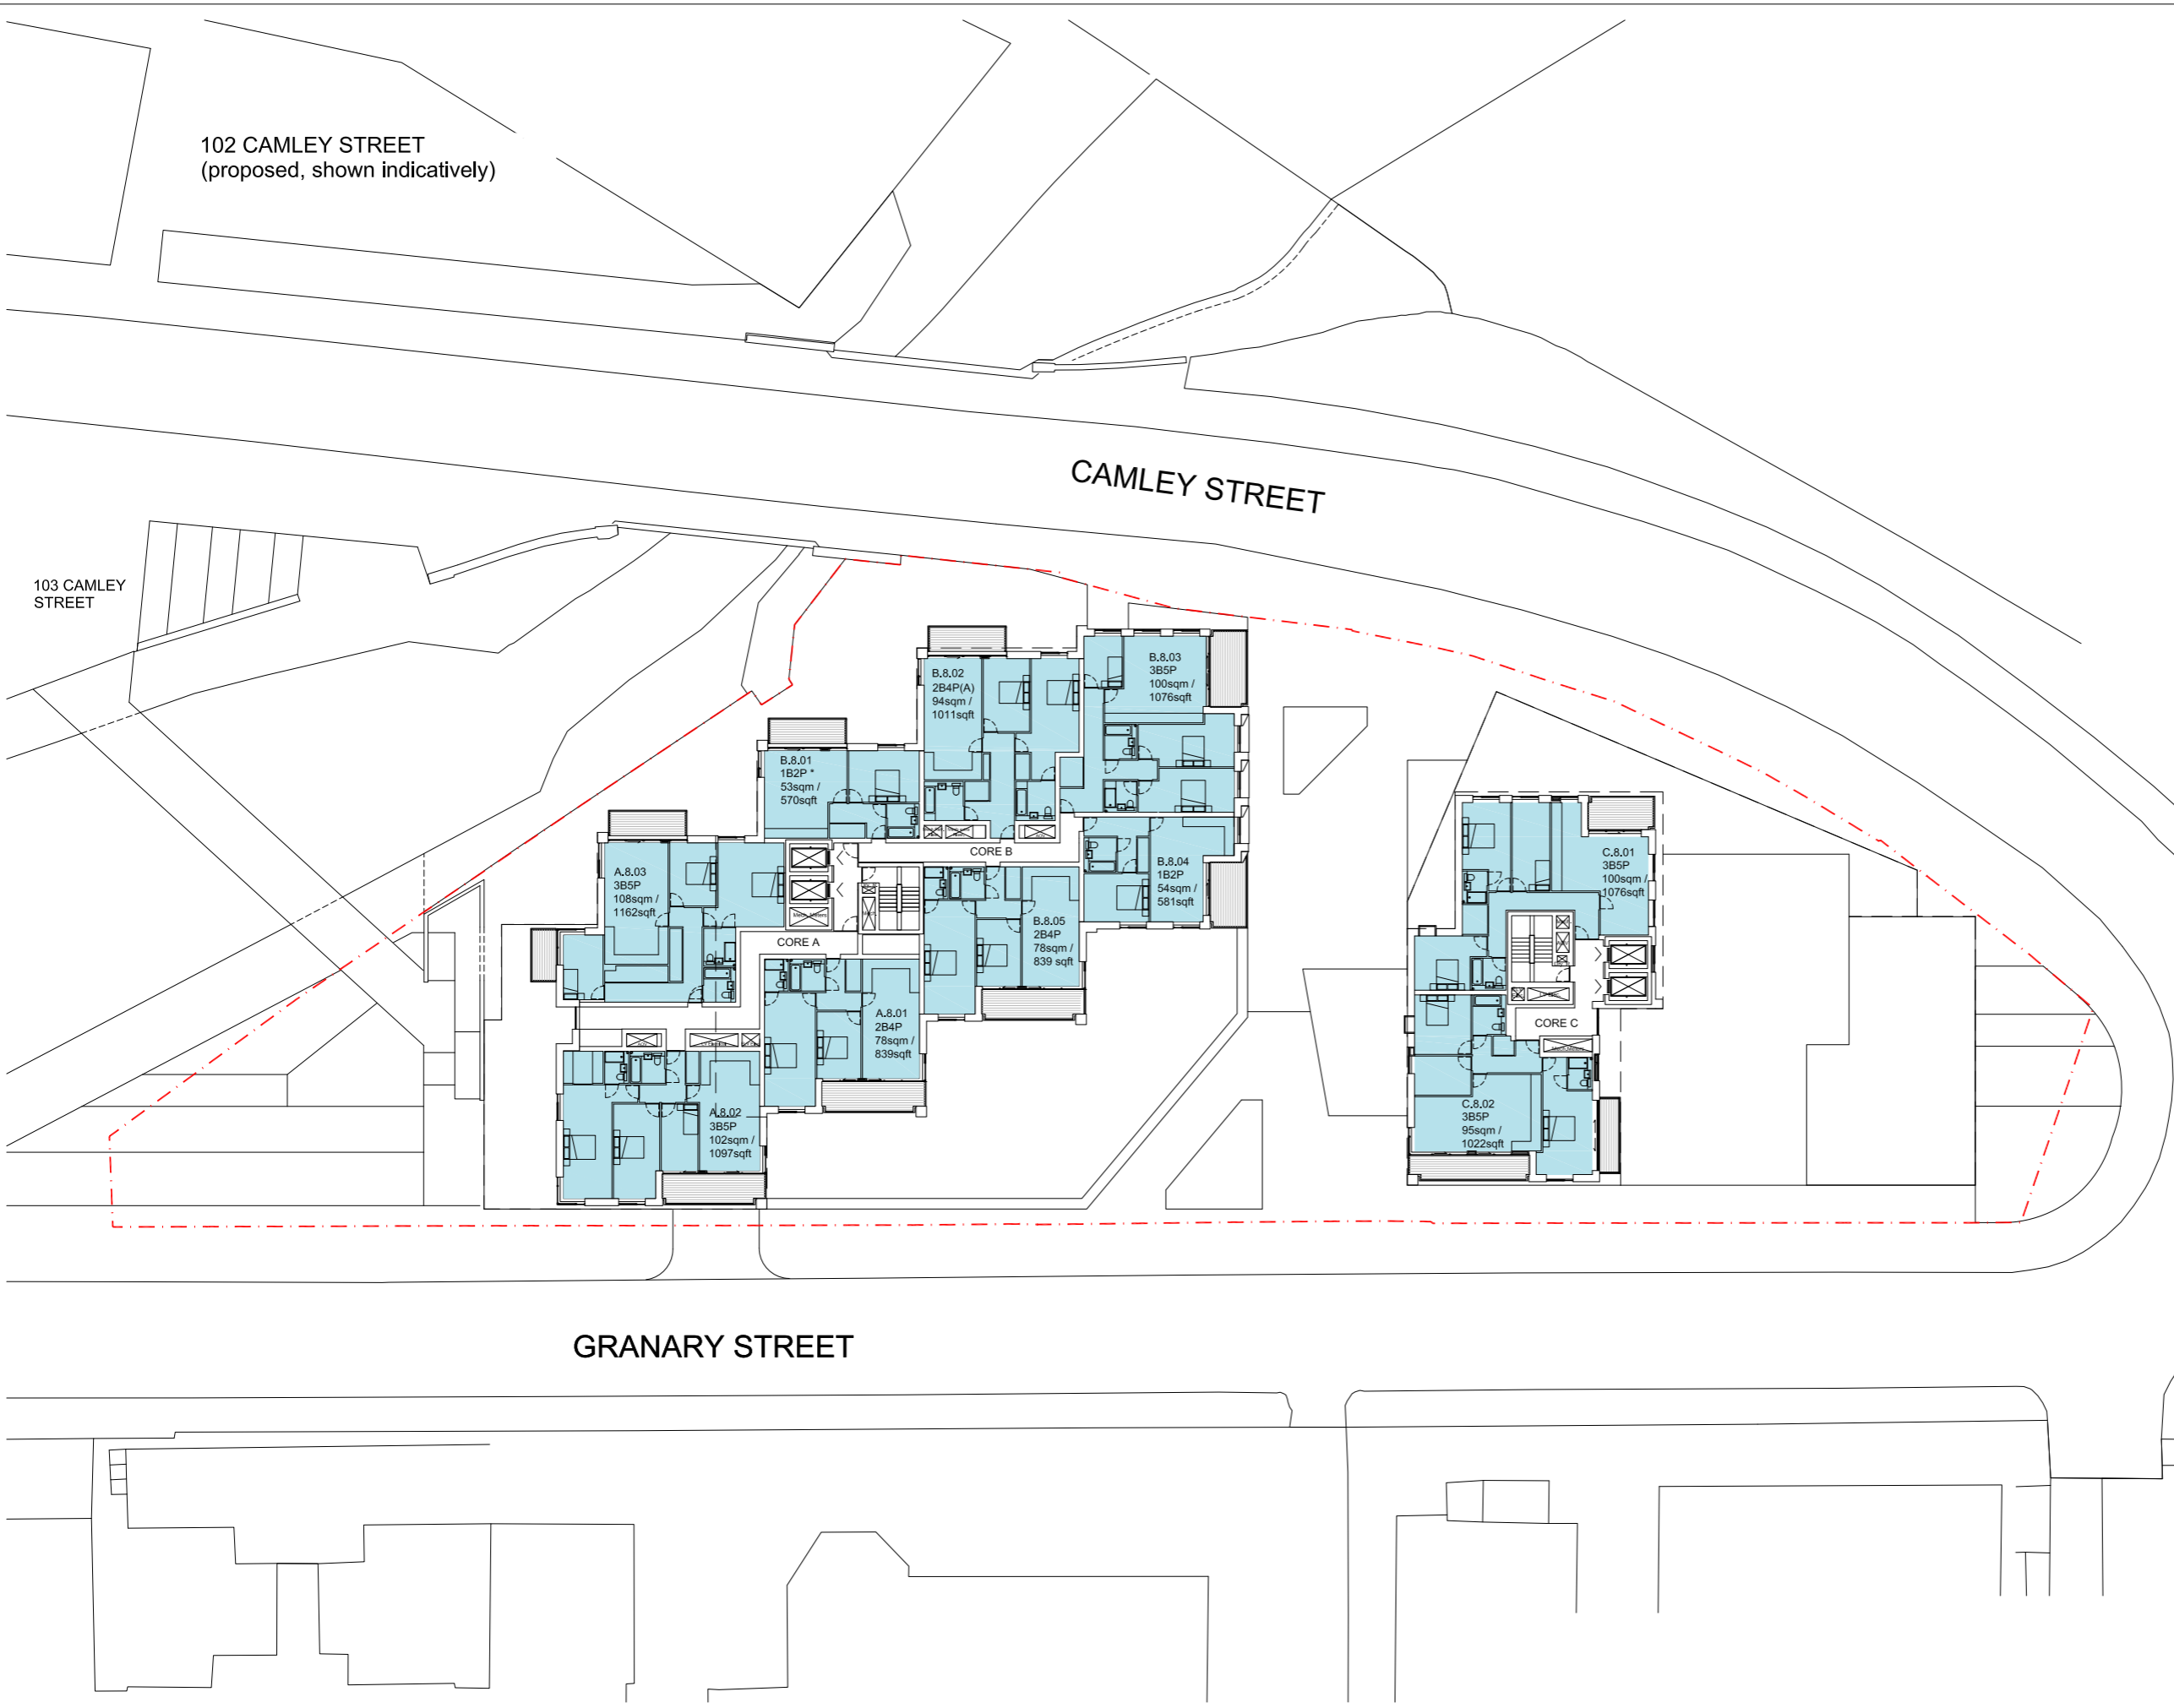 102 CAMLEY STREET
(proposed, shown indicatively)
CAMLEY STREET
103 CAMLEY
STREET
B.8.03
3B5P
100sqm /
1076sqft
B.8.02
2B4P(A)
94sqm /
1011sqft
B.8.01
1B2P *
53sqm /
570sqft
CORE B
B.8.04
1B2P
54sqm /
581sqft
C.8.01
3B5P
100sqm /
1076sqft
A.8.03
3B5P
108sqm /
1162sqft
B.8.05
2B4P
78sqm /
839 sqft
CORE A
A.8.01
2B4P
78sqm /
839sqft
CORE C
A.8.02
3B5P
102sqm /
1097sqft
C.8.02
3B5P
95sqm /
1022sqft
GRANARY STREET